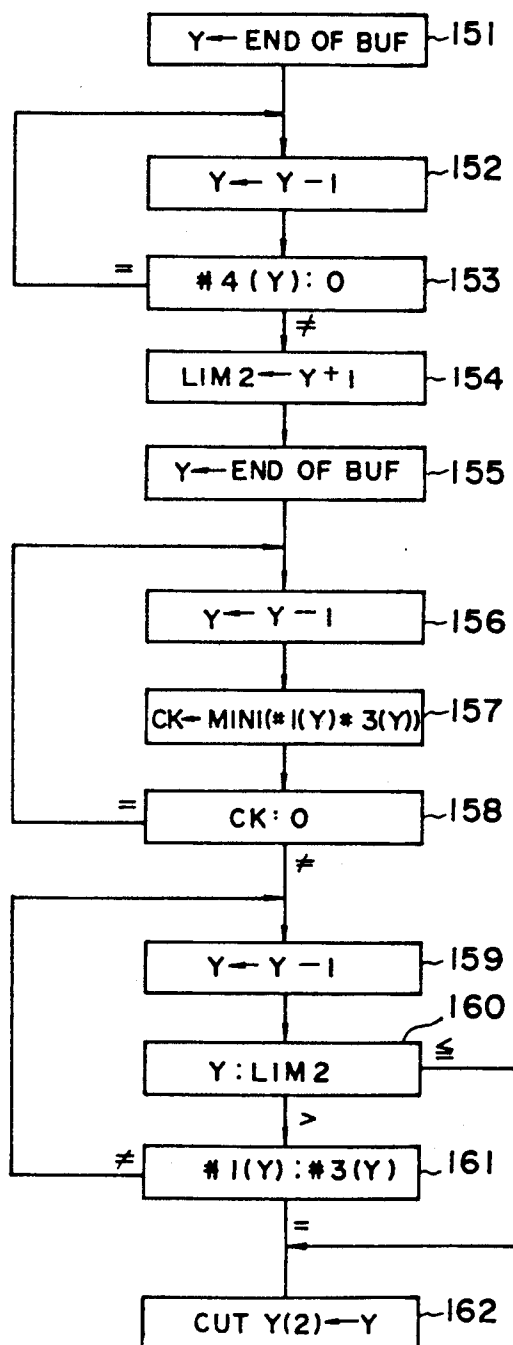 Y ← END OF BUF 151
Y ← Y - 1 152
#4(Y): 0 153
=
≠
LIM2 ← Y + 1 154
Y ← END OF BUF 155
Y ← Y - 1 156
CK ← MIN1(#1(Y)#3(Y)) 157
CK: 0 158
=
≠
Y ← Y - 1 159
160
Y : LIM2 ≦
>
#1(Y) : #3(Y) 161
≠
=
CUT Y(2) ← Y 162